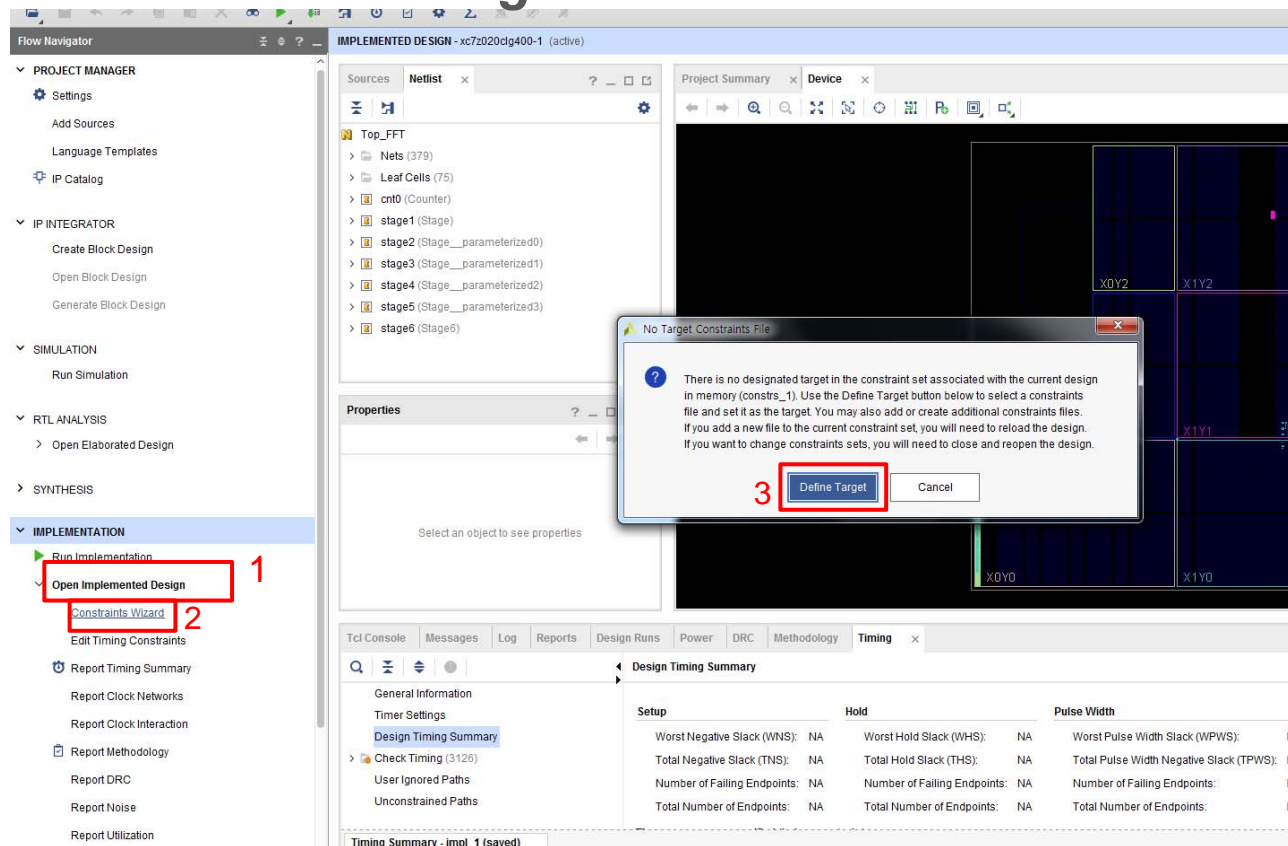 g
Flow Navigator
IMPLEMENTED DESIGN - xc7z020clg400-1 (active)
PROJECT MANAGER
Settings
Add Sources
Language Templates
IP Catalog
IP INTEGRATOR
Create Block Design
Open Block Design
Generate Block Design
SIMULATION
Run Simulation
RTL ANALYSIS
Open Elaborated Design
SYNTHESIS
IMPLEMENTATION
Run Implementation
Open Implemented Design
1
Constraints Wizard
2
Edit Timing Constraints
Report Timing Summary
Report Clock Networks
Report Clock Interaction
Report Methodology
Report DRC
Report Noise
Report Utilization
Sources Netlist
Top_FFT
Nets (379)
Leaf Cells (75)
cnt0 (Counter)
stage1 (Stage)
stage2 (Stage__parameterized0)
stage3 (Stage__parameterized1)
stage4 (Stage__parameterized2)
stage5 (Stage__parameterized3)
stage6 (Stage6)
Properties
Select an object to see properties
Project Summary Device
X0Y2 X1Y2
X1Y1
X0Y0 X1Y0
No Target Constraints File
There is no designated target in the constraint set associated with the current design
in memory (constrs_1). Use the Define Target button below to select a constraints
file and set it as the target. You may also add or create additional constraints files.
If you add a new file to the current constraint set, you will need to reload the design.
If you want to change constraints sets, you will need to close and reopen the design.
3 Define Target Cancel
Tcl Console Messages Log Reports Design Runs Power DRC Methodology Timing
General Information
Timer Settings
Design Timing Summary
Check Timing (3126)
User Ignored Paths
Unconstrained Paths
Design Timing Summary
Setup Hold Pulse Width
Worst Negative Slack (WNS): NA Worst Hold Slack (WHS): NA Worst Pulse Width Slack (WPWS):
Total Negative Slack (TNS): NA Total Hold Slack (THS): NA Total Pulse Width Negative Slack (TPWS):
Number of Failing Endpoints: NA Number of Failing Endpoints: NA Number of Failing Endpoints:
Total Number of Endpoints: NA Total Number of Endpoints: NA Total Number of Endpoints:
Timing Summary - impl_1 (saved)